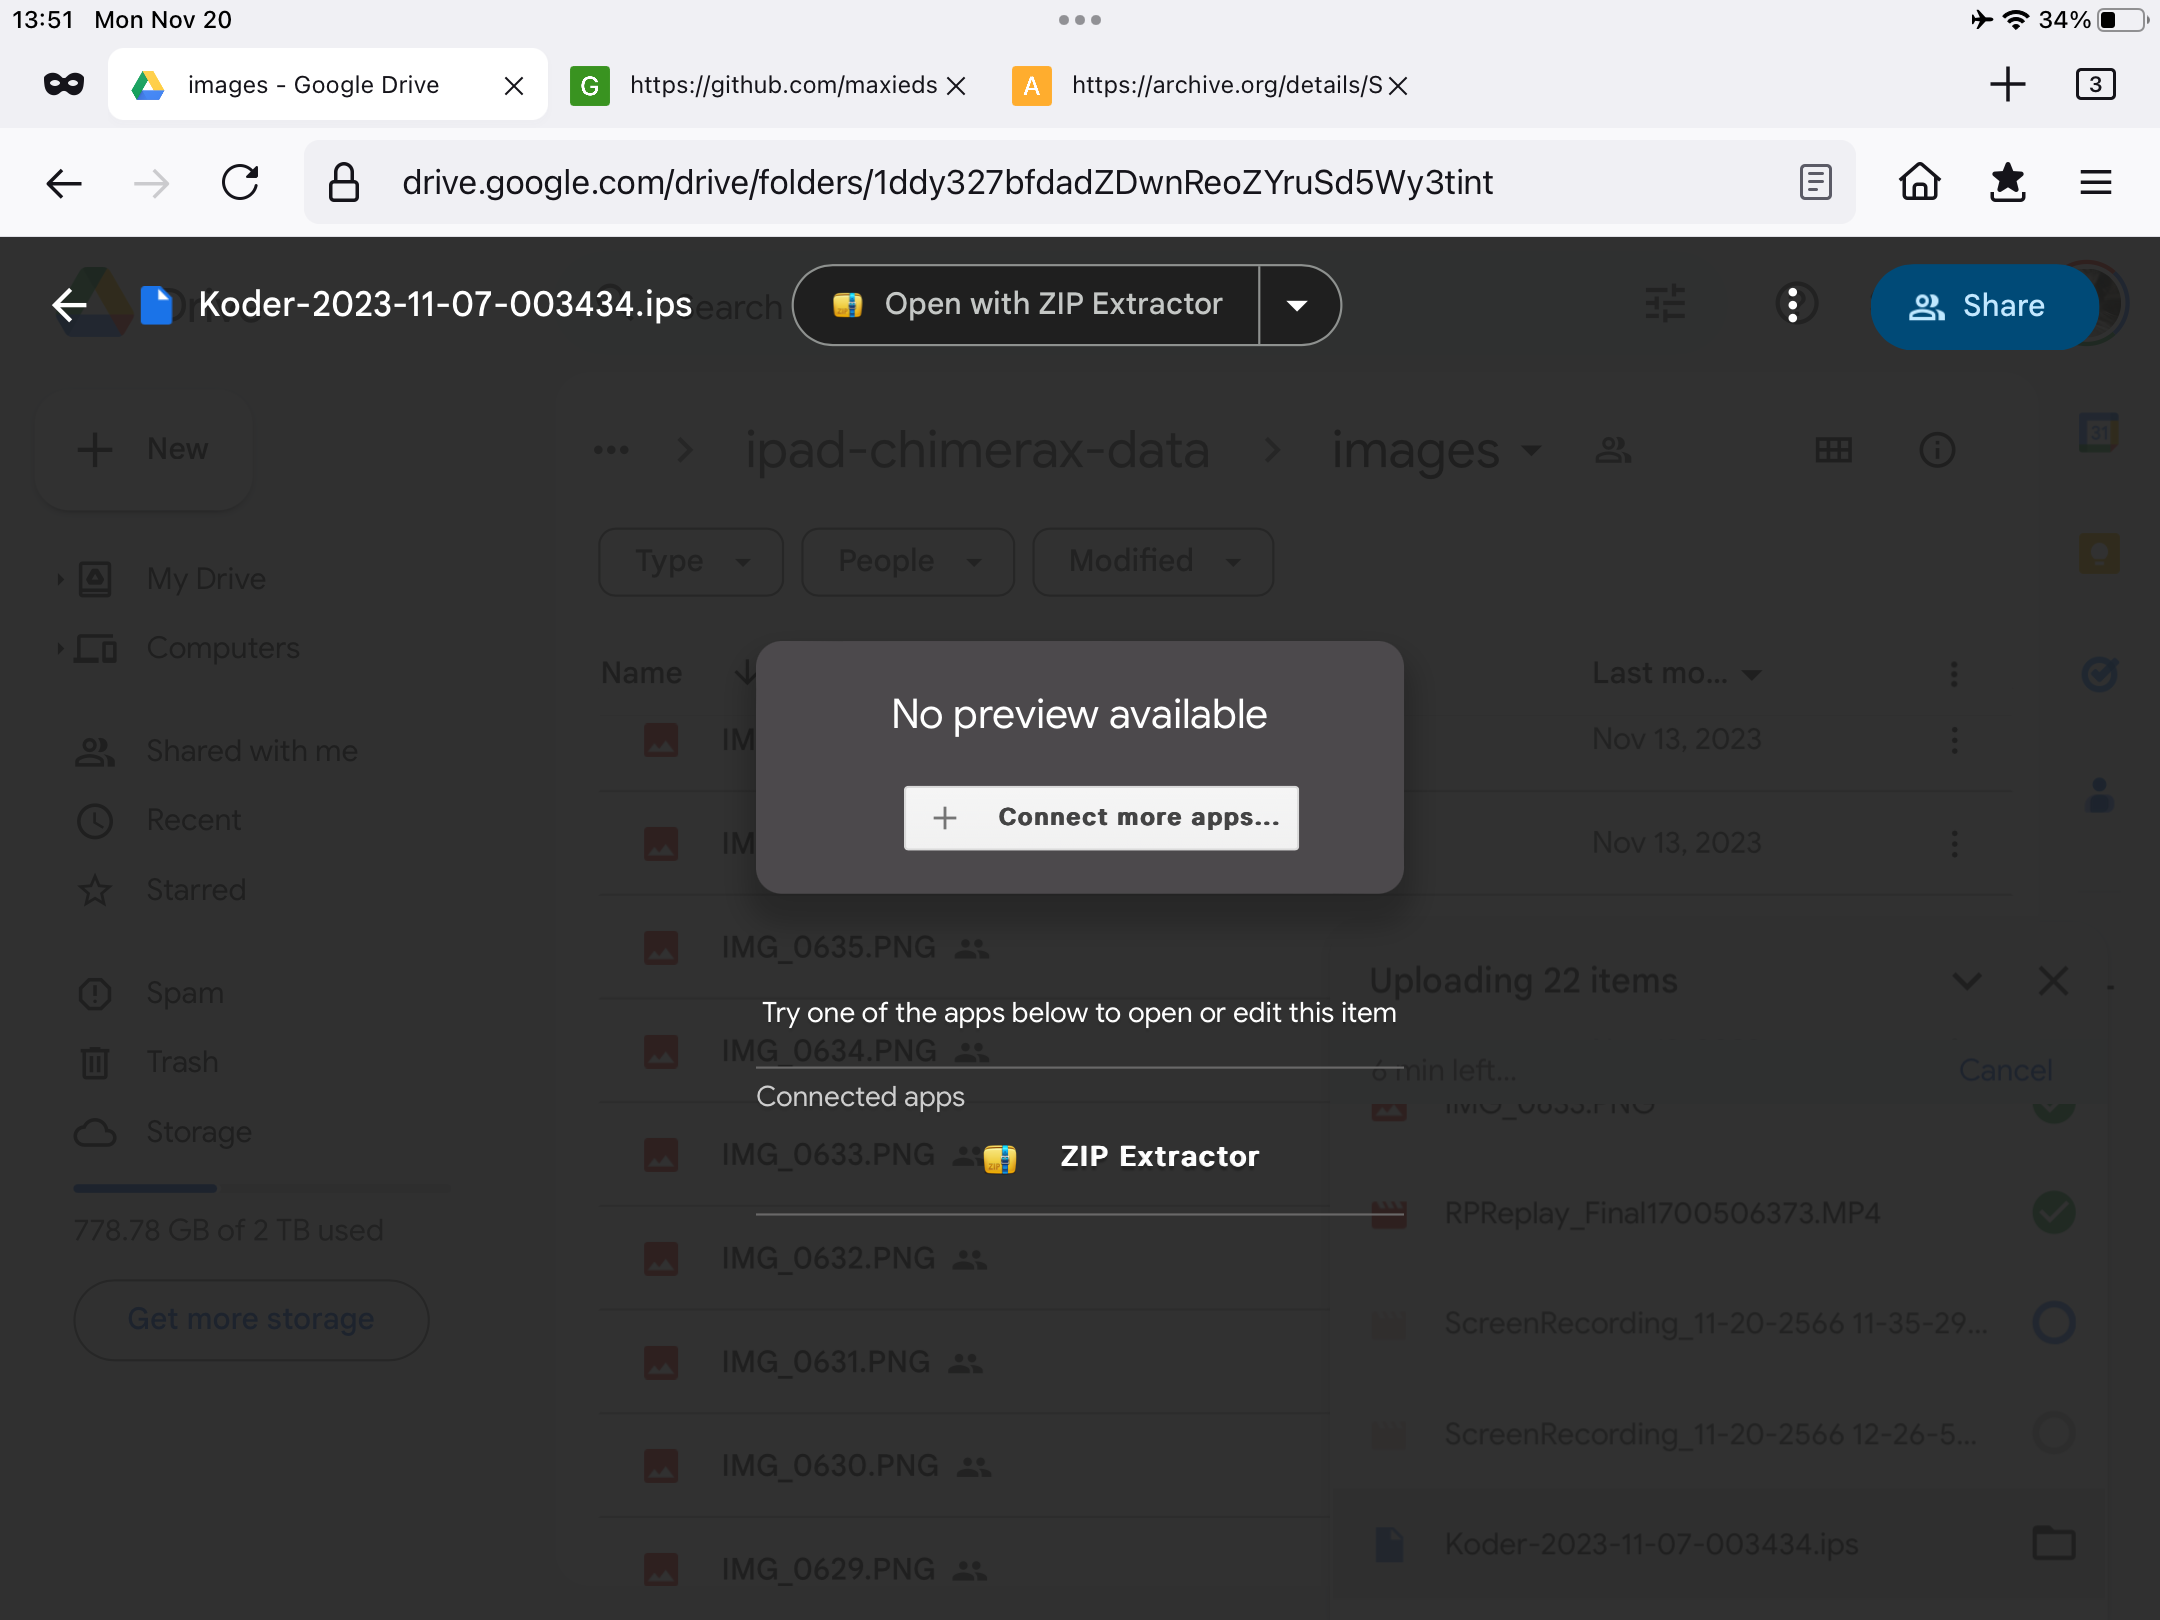 13:51 Mon Nov 20
34%
images - Google Drive
G https://github.com/maxieds
A https://archive.org/details/S
3
drive.google.com/drive/folders/1ddy327bfdadZDwnReoZYruSd5Wy3tint
Koder-2023-11-07-003434.ips
Search
Open with ZIP Extractor
Share
New
ipad-chimerax-data
images
31
Type
People
Modified
My Drive
Computers
Name
Last mo...
No preview available
Connect more apps...
IM
Nov 13, 2023
Shared with me
IM
Nov 13, 2023
Recent
Starred
IMG_0635.PNG
Uploading 22 items
Spam
Try one of the apps below to open or edit this item
IMG_0634.PNG
6 min left...
Cancel
Trash
Connected apps
IMG_0633.PNG
Storage
IMG_0633.PNG
ZIP Extractor
RPReplay_Final1700506373.MP4
778.78 GB of 2 TB used
IMG_0632.PNG
Get more storage
ScreenRecording_11-20-2566 11-35-29...
IMG_0631.PNG
ScreenRecording_11-20-2566 12-26-5...
IMG_0630.PNG
Koder-2023-11-07-003434.ips
IMG_0629.PNG